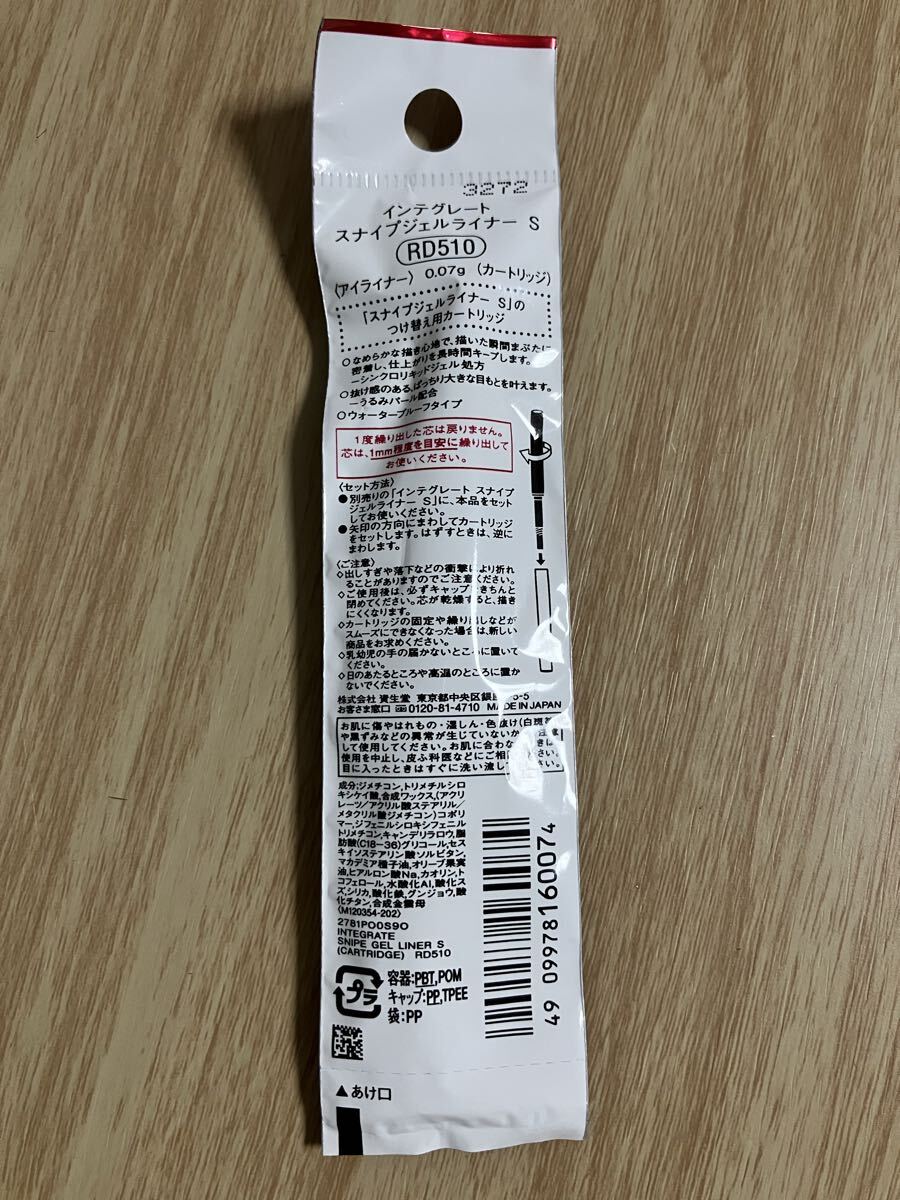 3272
インテグレート
スナイプジェルライナー S
RD510
(アイライナー) 0.07g (カートリッジ)
「スナイプジェルライナー S」の
つけ替え用カートリッジ
○なめらかな描き心地で、描いた瞬間まぶたに
密着し、仕上がりを長時間キープします。
ーシンクロリキッドジェル処方
○抜け感のある、ぱっちり大きな目もとを叶えます。
ーうるみパール配合
○ウォータープルーフタイプ
1度繰り出した芯は戻りません。
芯は、1mm程度を目安に繰り出して
お使いください。
〈セット方法〉
●別売りの「インテグレート スナイプ
ジェルライナー S」に、本品をセット
してお使いください。
●矢印の方向にまわしてカートリッジ
をセットします。はずすときは、逆に
まわします。
〈ご注意〉
◇出しすぎや落下などの衝撃により折れ
ることがありますのでご注意ください。
◇ご使用後は、必ずキャップをきちんと
閉めてください。芯が乾燥すると、描き
にくくなります。
◇カートリッジの固定や繰り出しなどが
スムーズにできなくなった場合は、新しい
商品をお求めください。
◇乳幼児の手の届かないところに置いて
ください。
◇日のあたるところや高温のところに置か
ないでください。
株式会社 資生堂 東京都中央区銀座 5-5
お客さま窓口 0120-81-4710 MADE IN JAPAN
お肌に傷やはれもの・湿しん・色抜け(白斑等)
や黒ずみなどの異常が生じていないか 注意
して使用してください。お肌に合わな ときは、
使用を中止し、皮ふ科医などにご相 ださい。
目に入ったときはすぐに洗い流し ださい。
成分:ジメチコン,トリメチルシロ
キシケイ酸,合成ワックス,(アクリ
レーツ/アクリル酸ステアリル/
メタクリル酸ジメチコン)コポリ
マー,ジフェニルシロキシフェニル
トリメチコン,キャンデリラロウ,脂
肪酸(C18-36)グリコール,セス
キイソステアリン酸ソルビタン,
マカデミア種子油,オリーブ果実
油,ヒアルロン酸Na,カオリン,ト
コフェロール,水酸化Al,酸化ス
ズ,シリカ,酸化鉄,グンジョウ,酸
化チタン,合成金雲母
〈M120354-202〉
2781P00S90
INTEGRATE
SNIPE GEL LINER S
(CARTRIDGE) RD510
プラ
容器:PBT,POM
キャップ:PP,TPEE
袋:PP
49 099781 60074
▲あけ口